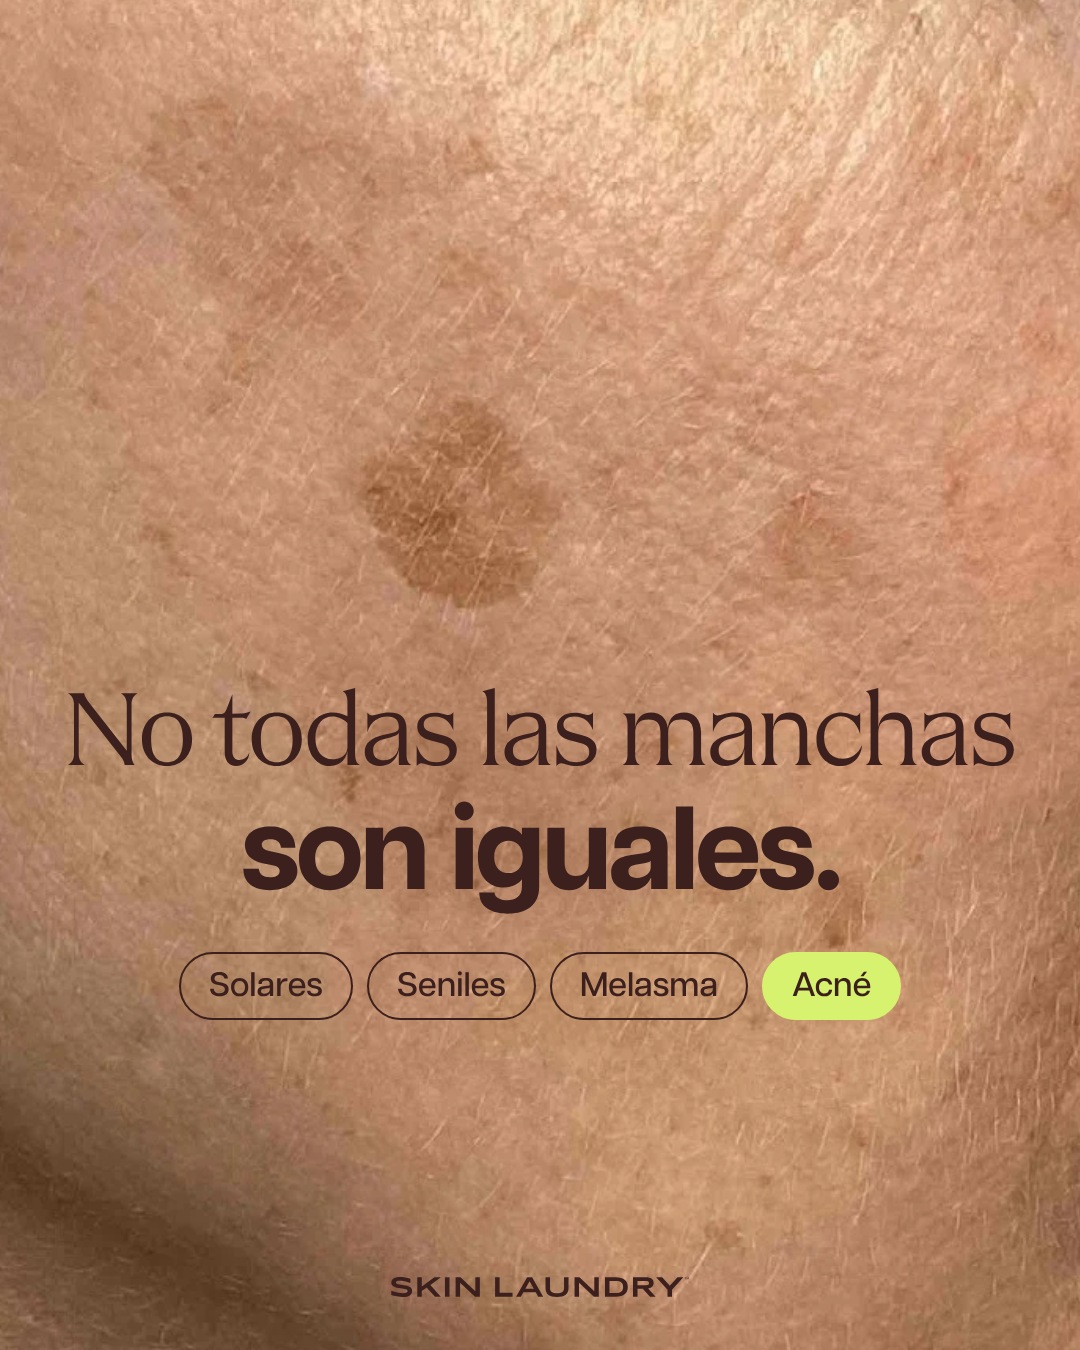 No todas las manchas
son iguales.
Solares Seniles Melasma Acné
SKIN LAUNDRY